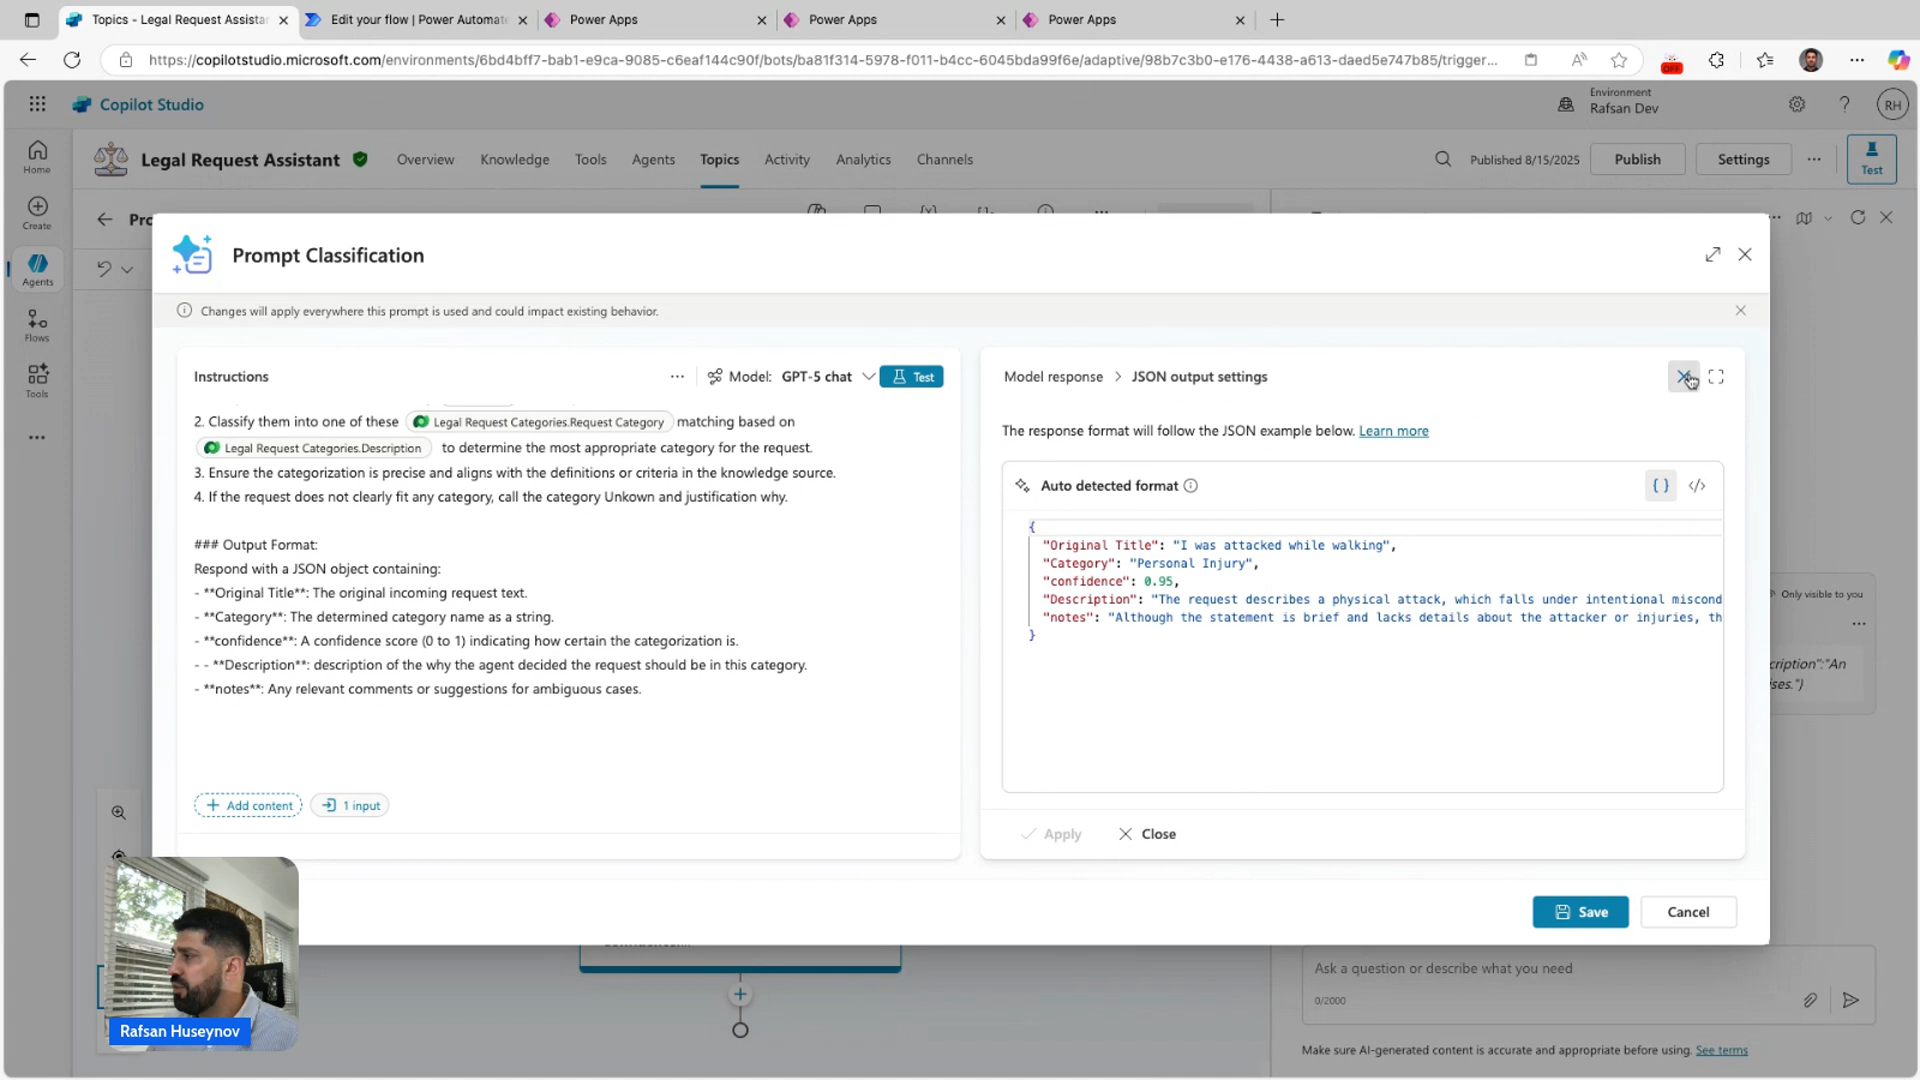 Topics - Legal Request Assistan
Edit your flow | Power Automate
Power Apps
Power Apps
Power Apps
https://copilotstudio.microsoft.com/environments/6bd4bff7-bab1-e9ca-9085-c6eaf144c90f/bots/ba81f314-5978-f011-b4cc-6045bda99f6e/adaptive/98b7c3b0-e176-4438-a613-daed5e747b85/trigger...
OFF
Copilot Studio
Environment
Rafsan Dev
RH
Home
Create
Agents
Flows
Tools
Legal Request Assistant
Overview
Knowledge
Tools
Agents
Topics
Activity
Analytics
Channels
Published 8/15/2025
Publish
Settings
Test
Pro
Prompt Classification
Changes will apply everywhere this prompt is used and could impact existing behavior.
Instructions
Model: GPT-5 chat
Test
2. Classify them into one of these Legal Request Categories.Request Category matching based on
Legal Request Categories.Description to determine the most appropriate category for the request.
3. Ensure the categorization is precise and aligns with the definitions or criteria in the knowledge source.
4. If the request does not clearly fit any category, call the category Unkown and justification why.
### Output Format:
Respond with a JSON object containing:
- **Original Title**: The original incoming request text.
- **Category**: The determined category name as a string.
- **confidence**: A confidence score (0 to 1) indicating how certain the categorization is.
- - **Description**: description of the why the agent decided the request should be in this category.
- **notes**: Any relevant comments or suggestions for ambiguous cases.
+ Add content
1 input
Model response > JSON output settings
The response format will follow the JSON example below. Learn more
Auto detected format
{ }
</>
{
"Original Title": "I was attacked while walking",
"Category": "Personal Injury",
"confidence": 0.95,
"Description": "The request describes a physical attack, which falls under intentional miscond
"notes": "Although the statement is brief and lacks details about the attacker or injuries, th
}
Apply
Close
Save
Cancel
Only visible to you
cription":"An
ises."}
Ask a question or describe what you need
0/2000
Make sure AI-generated content is accurate and appropriate before using. See terms
Rafsan Huseynov